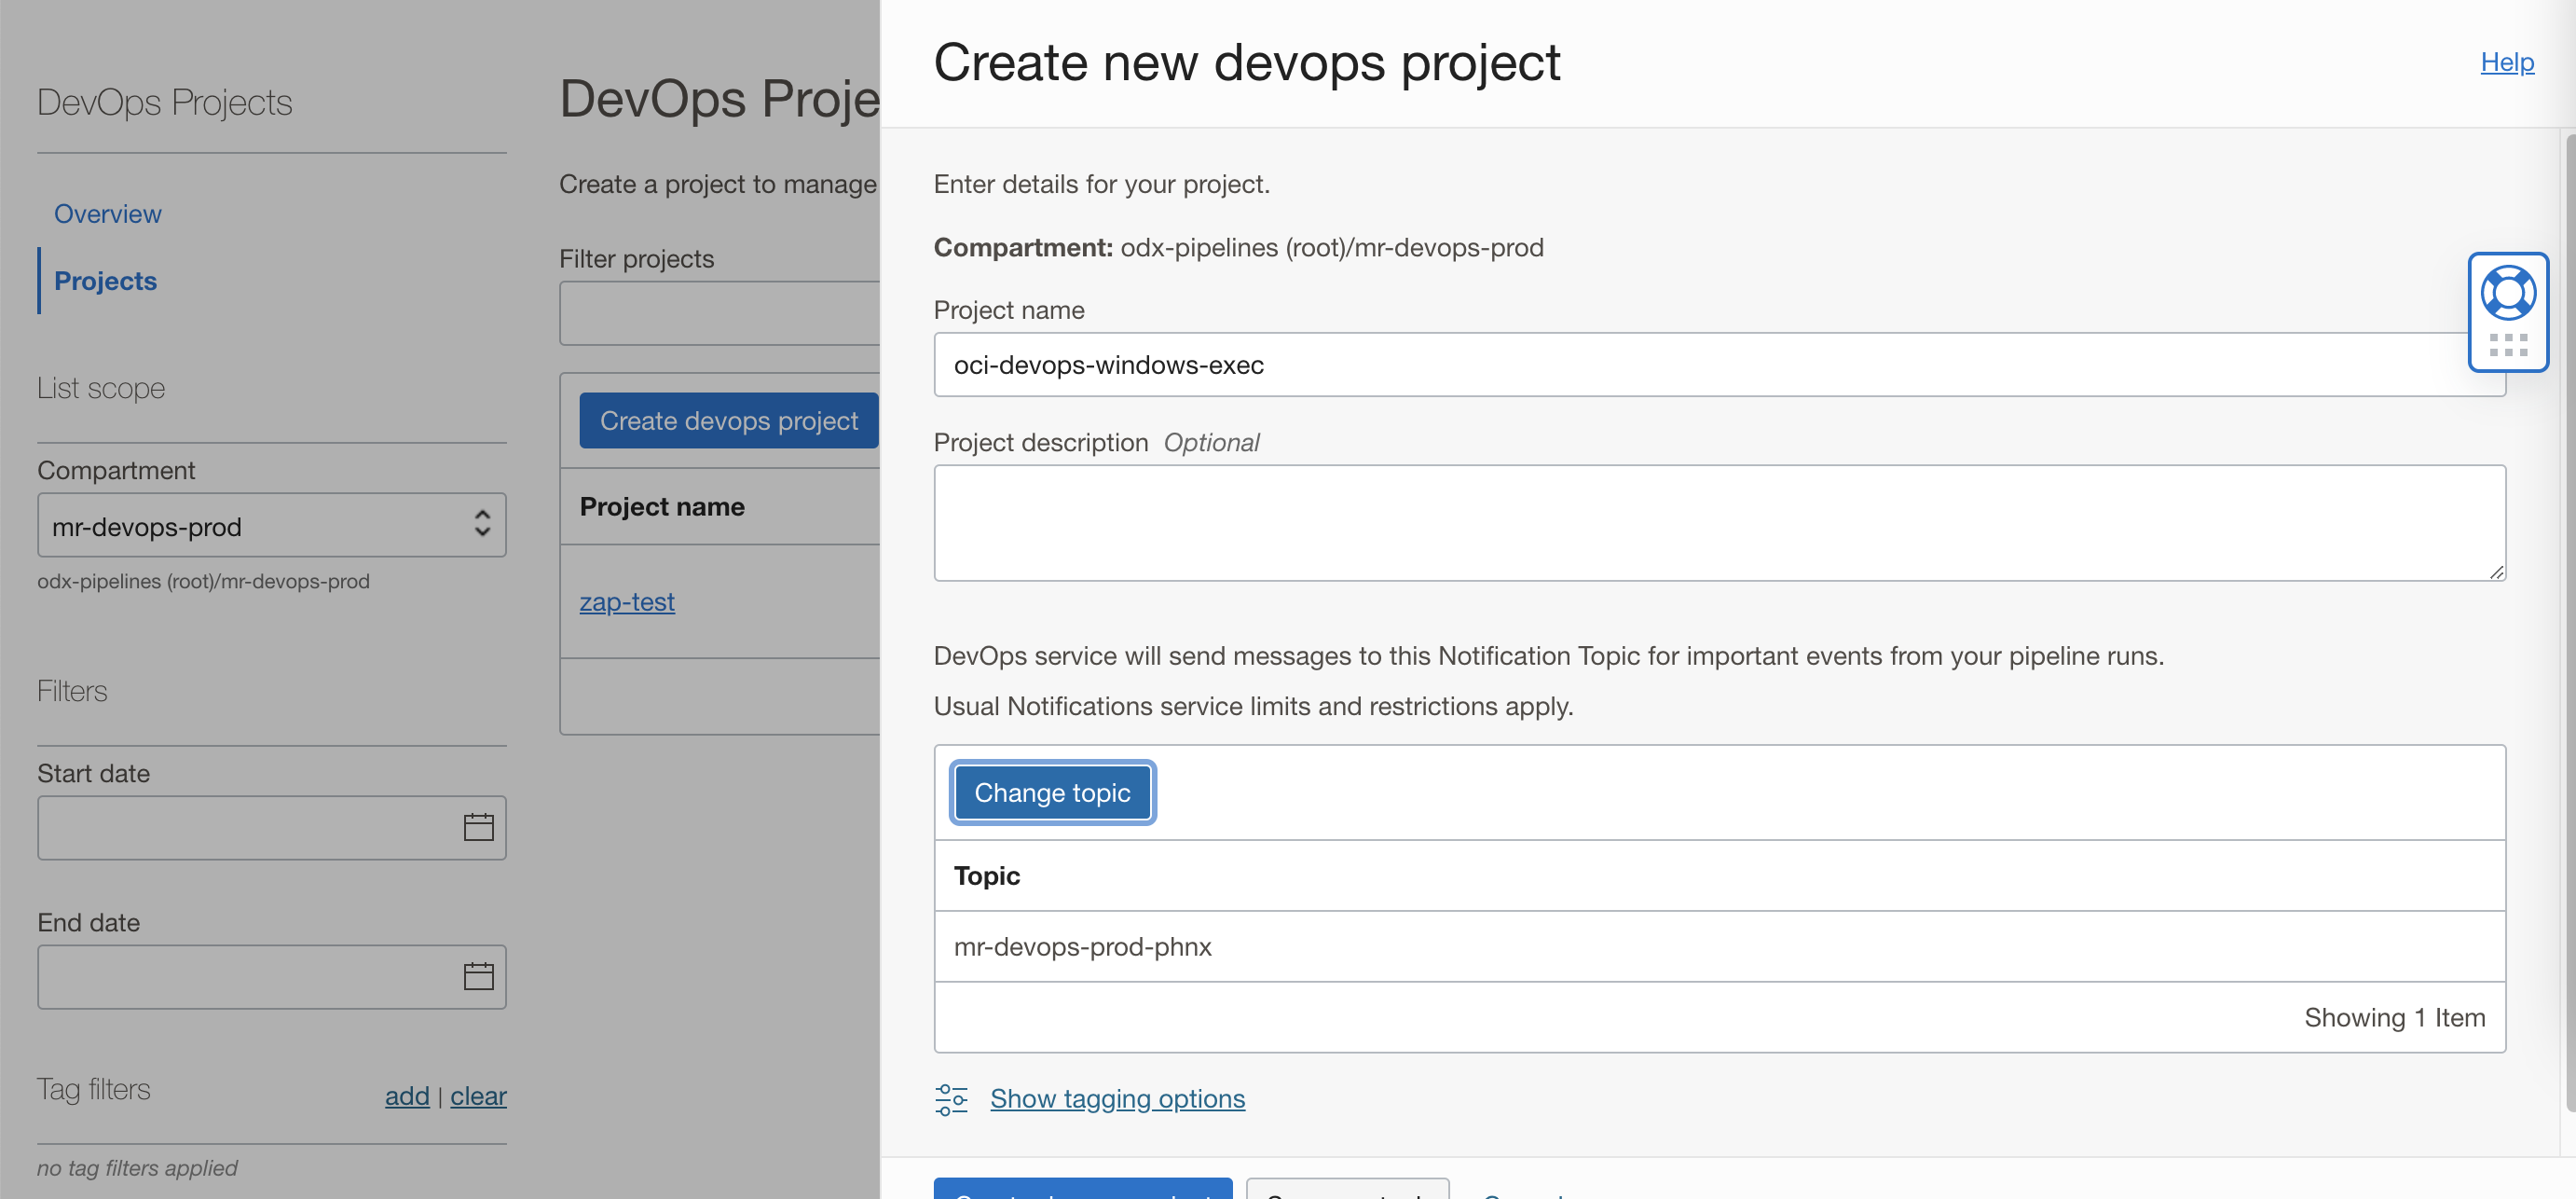 DevOps Projects
Overview
Projects
List scope
Compartment
mr-devops-prod
odx-pipelines (root)/mr-devops-prod
Filters
Start date
End date
Tag filters
add | clear
no tag filters applied
DevOps Proje
Create a project to manage
Filter projects
Create devops project
Project name
zap-test
Create new devops project
Help
Enter details for your project.
Compartment: odx-pipelines (root)/mr-devops-prod
Project name
oci-devops-windows-exec
Project description Optional
DevOps service will send messages to this Notification Topic for important events from your pipeline runs.
Usual Notifications service limits and restrictions apply.
Change topic
Topic
mr-devops-prod-phnx
Showing 1 Item
Show tagging options